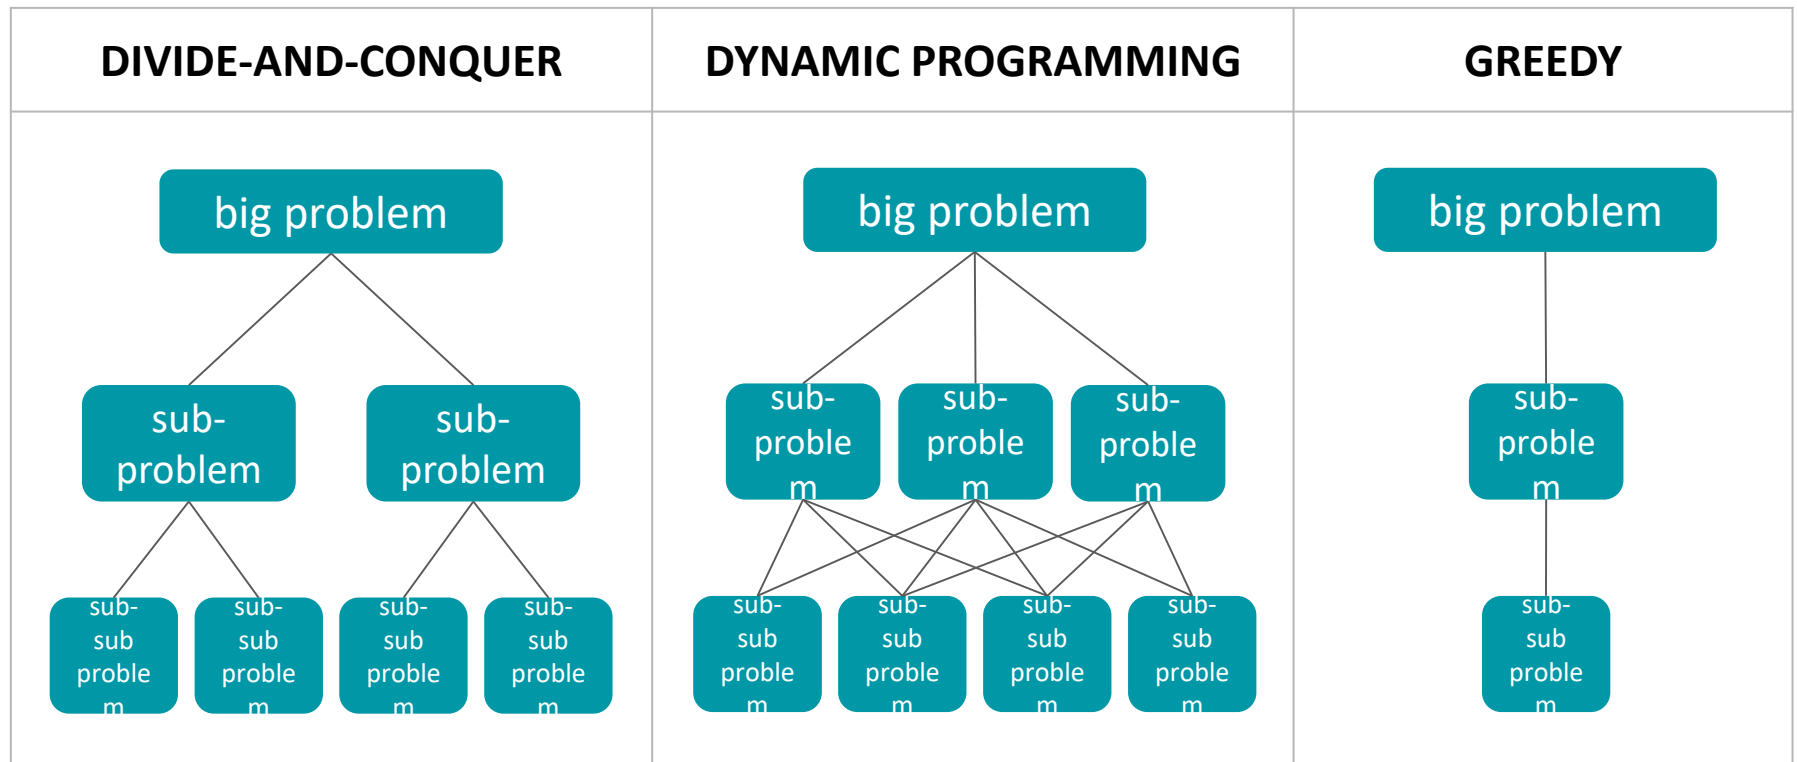 DIVIDE-AND-CONQUER
DYNAMIC PROGRAMMING
GREEDY
big problem
sub-
problem
sub-
problem
sub-
sub
proble
m
sub-
sub
proble
m
sub-
sub
proble
m
sub-
sub
proble
m
big problem
sub-
proble
m
sub-
proble
m
sub-
proble
m
sub-
sub
proble
m
sub-
sub
proble
m
sub-
sub
proble
m
sub-
sub
proble
m
big problem
sub-
proble
m
sub-
sub
proble
m